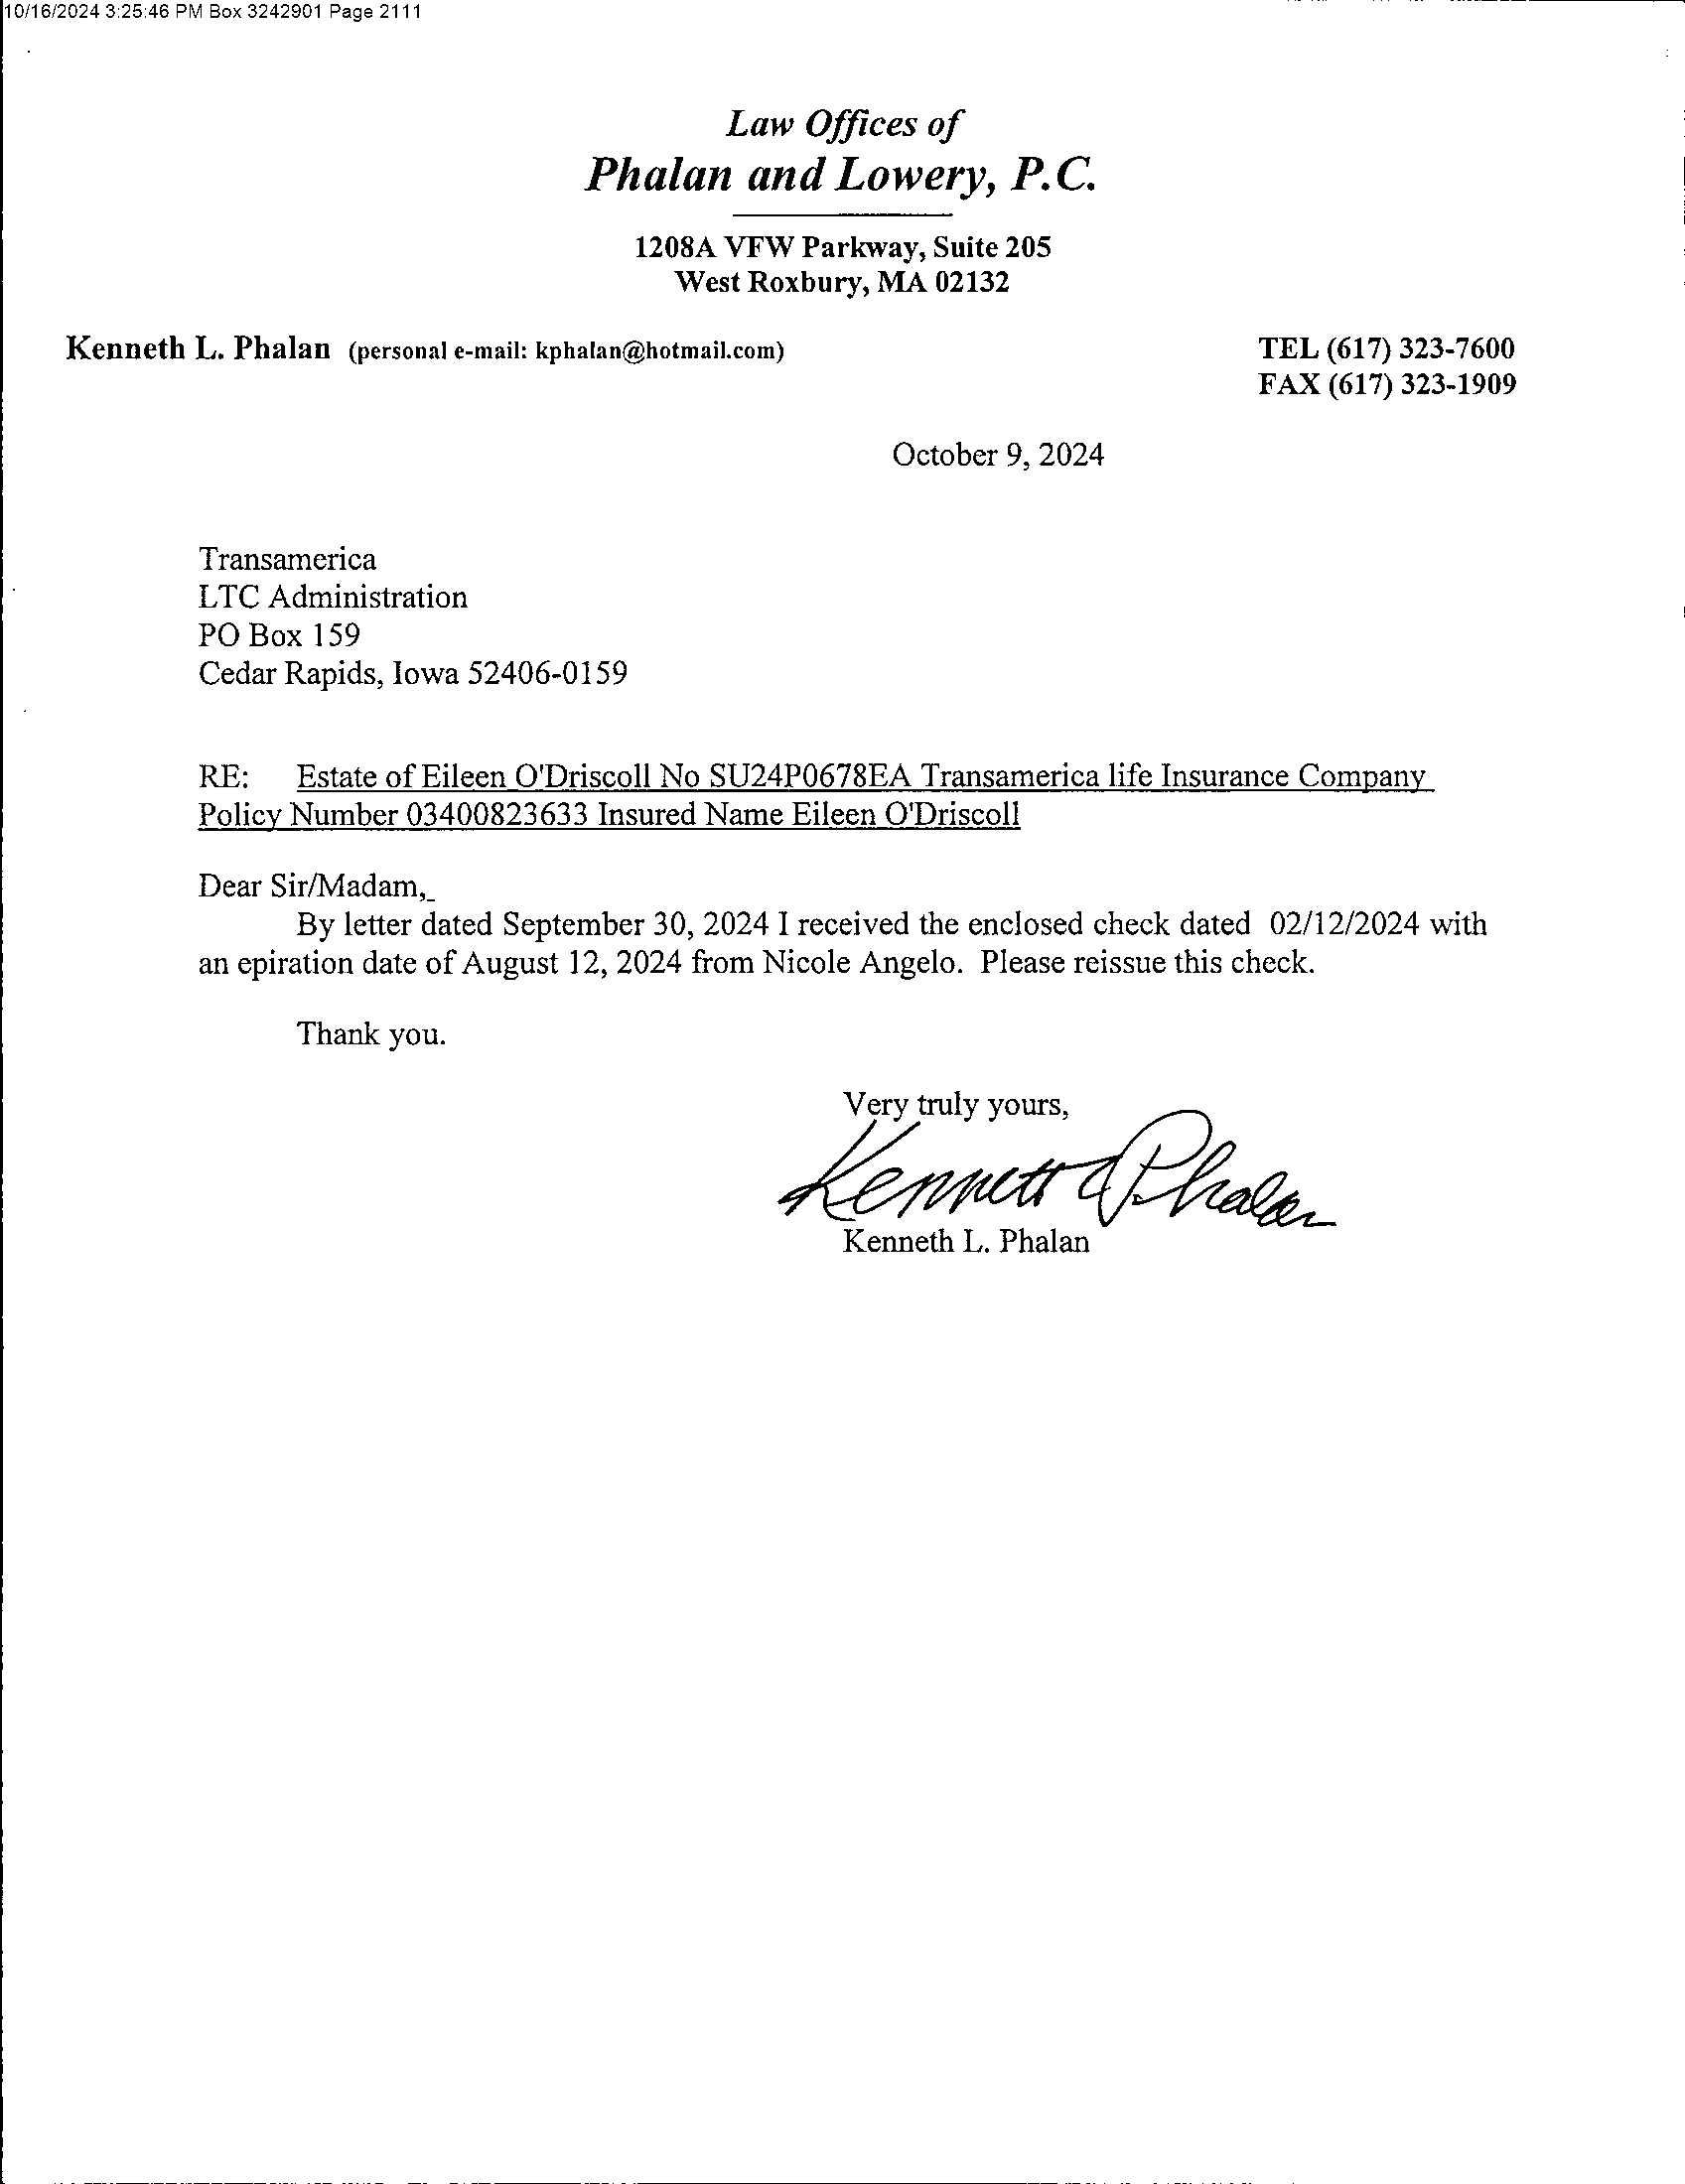 10/16/2024 3:25:46 PM Box 3242901 Page 2111
Law Offices of
Phalan and Lowery, P.C.
1208A VFW Parkway, Suite 205
West Roxbury, MA 02132
Kenneth L. Phalan (personal e-mail: kphalan@hotmail.com)
TEL (617) 323-7600
FAX (617) 323-1909
October 9, 2024
Transamerica
LTC Administration
PO Box 159
Cedar Rapids, Iowa 52406-0159
RE: Estate of Eileen O'Driscoll No SU24P0678EA Transamerica life Insurance Company
Policy Number 03400823633 Insured Name Eileen O'Driscoll
Dear Sir/Madam,
By letter dated September 30, 2024 I received the enclosed check dated 02/12/2024 with
an epiration date of August 12, 2024 from Nicole Angelo. Please reissue this check.
Thank you.
Very truly yours,
Kenneth L Phalan
Kenneth L. Phalan